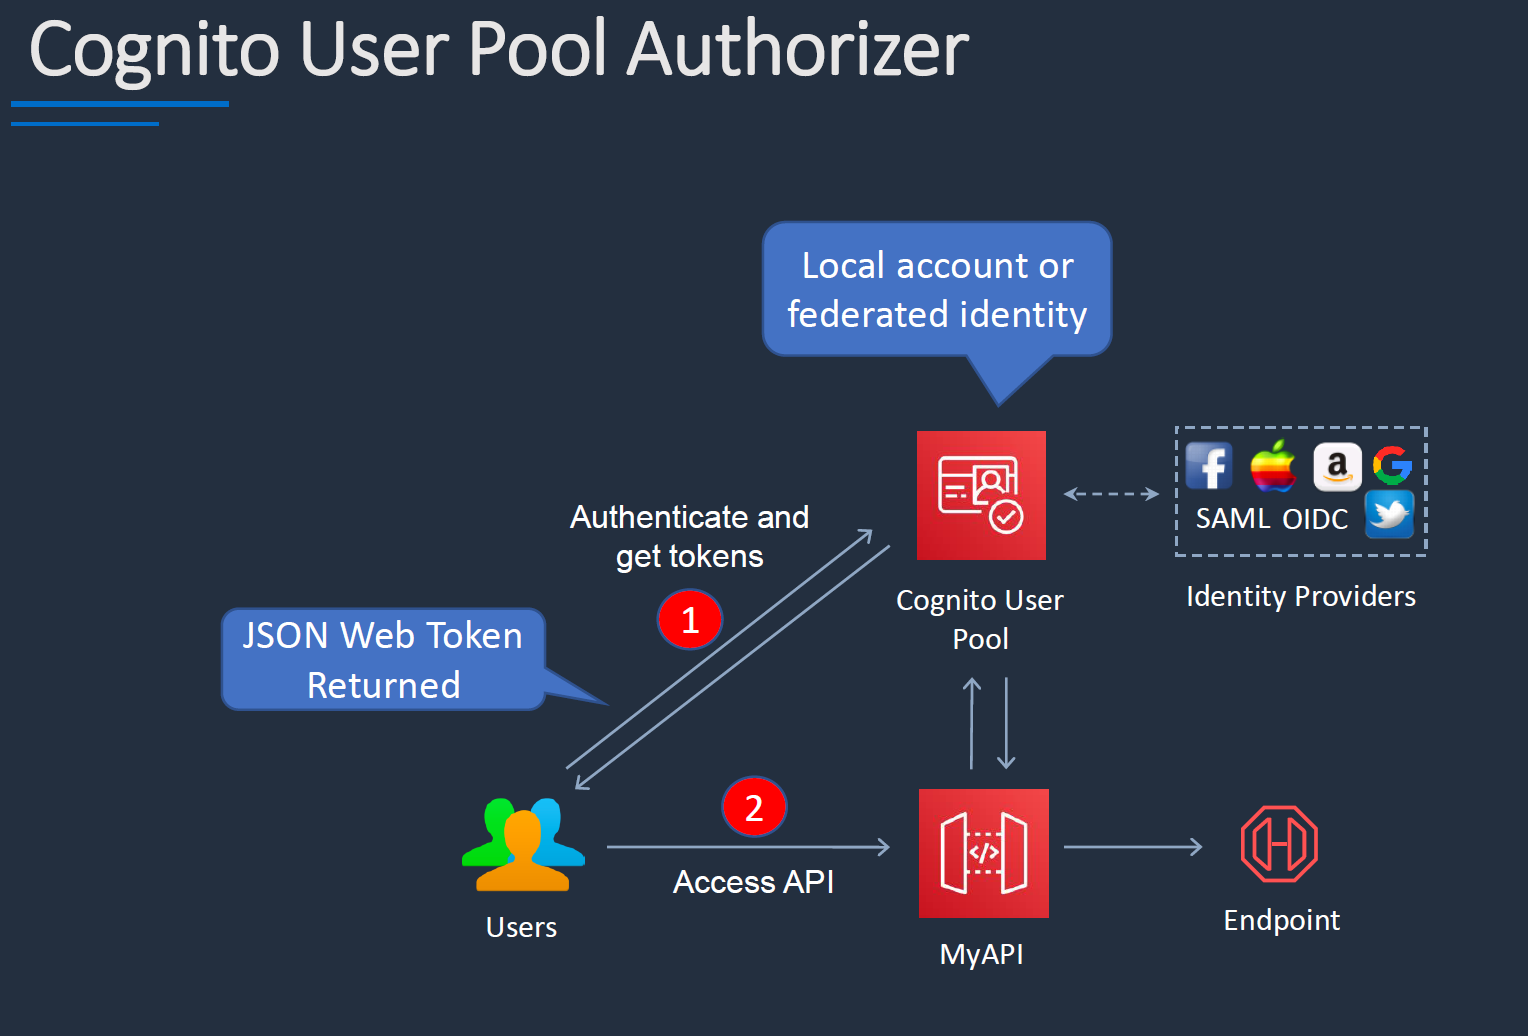 Cognito User Pool Authorizer
Local account or
federated identity
Authenticate and
get tokens
1
JSON Web Token
Returned
Cognito User
Pool
f
a
G
SAML OIDC
Identity Providers
2
Access API
Users
</>
MyAPI
Endpoint